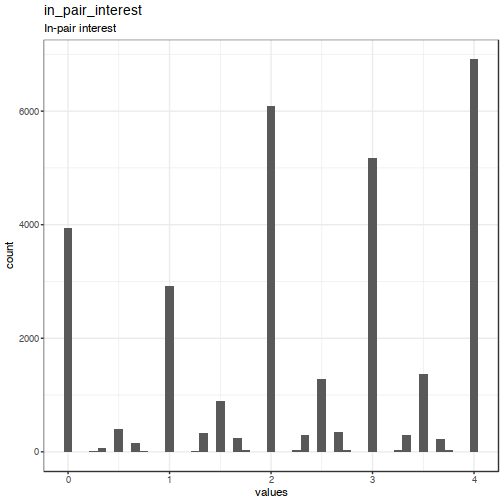 in_pair_interest
In-pair interest
6000
4000
2000
0
count
0 1 2 3 4
values